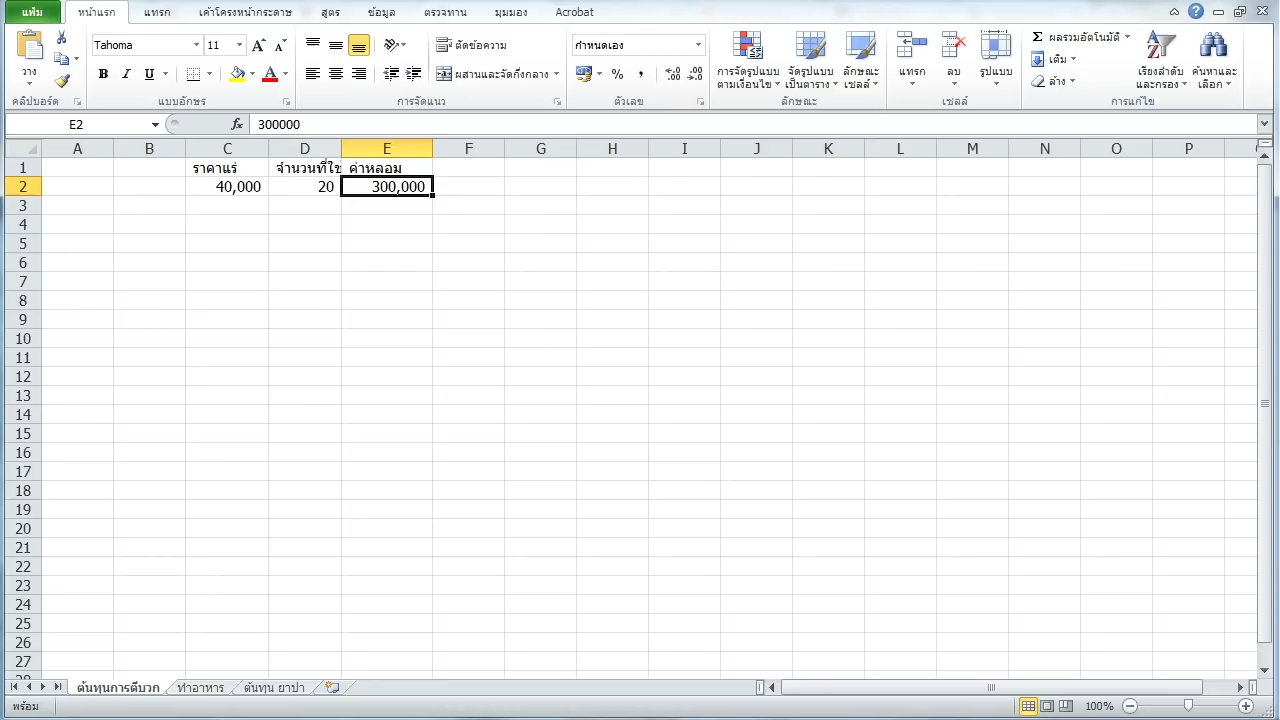 แฟ้ม หน้าแรก แทรก เค้าโครงหน้ากระดาษ สูตร ข้อมูล ตรวจทาน มุมมอง Acrobat
Tahoma 11 ตัดข้อความ กำหนดเอง ผลรวมอัตโนมัติ
วาง ผสานและจัดกึ่งกลาง การจัดรูปแบบตามเงื่อนไข จัดรูปแบบเป็นตาราง ลักษณะเซลล์ แทรก ลบ รูปแบบ เติม ล้าง เรียงลำดับและกรอง ค้นหาและเลือก
คลิปบอร์ด แบบอักษร การจัดแนว ตัวเลข ลักษณะ เซลล์ การแก้ไข
E2 fx 300000
A B C D E F G H I J K L M N O P
1 ราคาแร่ จำนวนที่ใช ค่าหลอม
2 40,000 20 300,000
3
4
5
6
7
8
9
10
11
12
13
14
15
16
17
18
19
20
21
22
23
24
25
26
27
28
ต้นทุนการตีบวก ทำอาหาร ต้นทุน ยาปา
พร้อม 100%